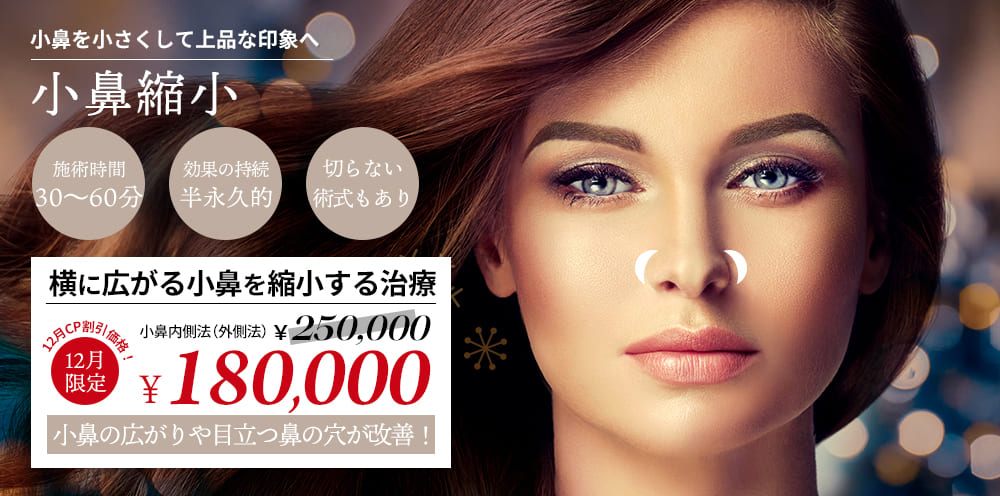 小鼻を小さくして上品な印象へ
小鼻縮小
施術時間
30〜60分
効果の持続
半永久的
切らない
術式もあり
横に広がる小鼻を縮小する治療
12月CP割引価格！
12月
限定
小鼻内側法（外側法）￥250,000
￥180,000
小鼻の広がりや目立つ鼻の穴が改善！